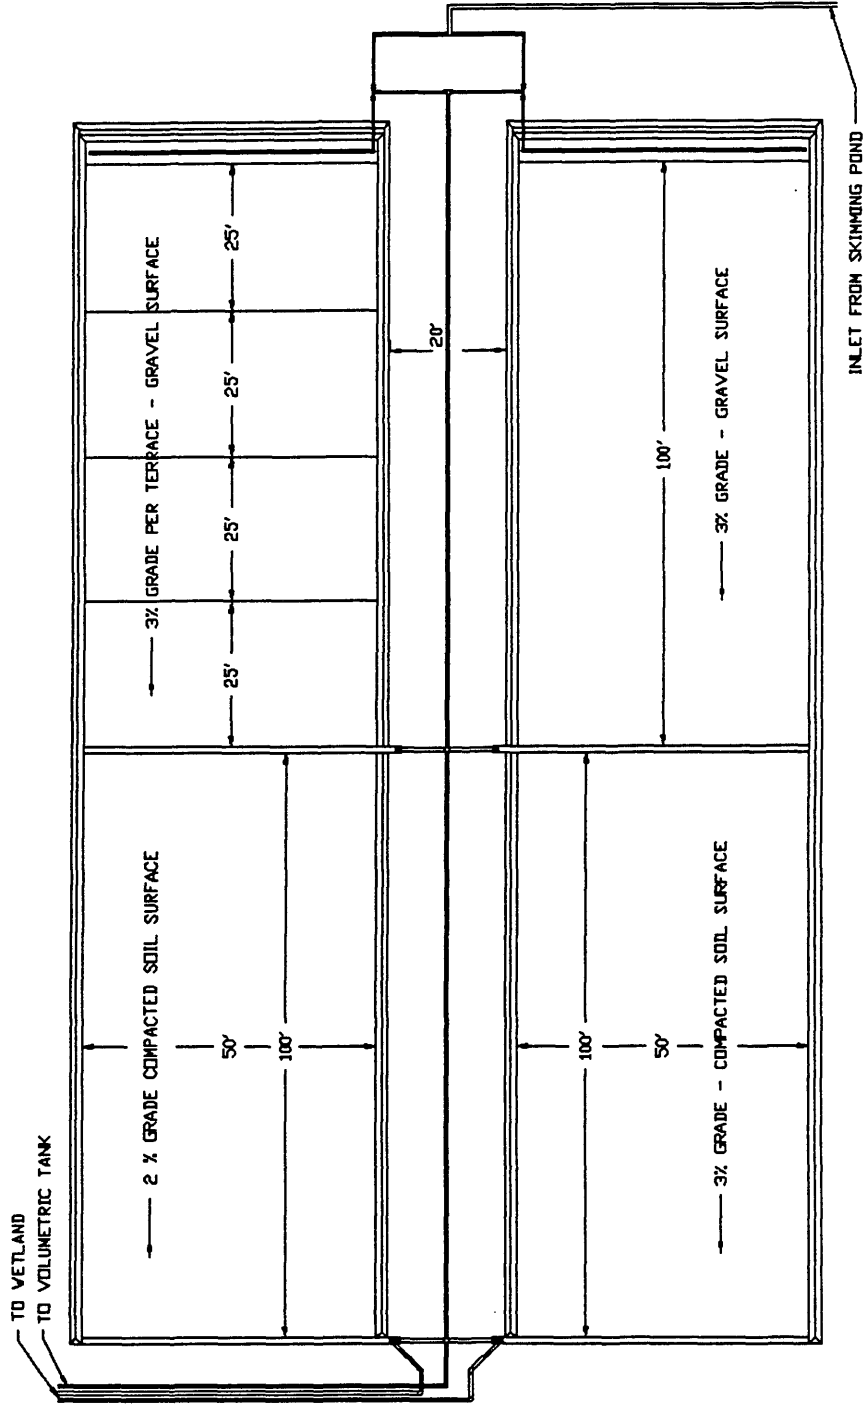 TO WETLAND
TO VOLUMETRIC TANK
2 % GRADE COMPACTED SOIL SURFACE
50'
100'
3% GRADE PER TERRACE - GRAVEL SURFACE
25'
25'
25'
25'
20'
100'
50'
3% GRADE - COMPACTED SOIL SURFACE
100'
3% GRADE - GRAVEL SURFACE
INLET FROM SKIMMING POND